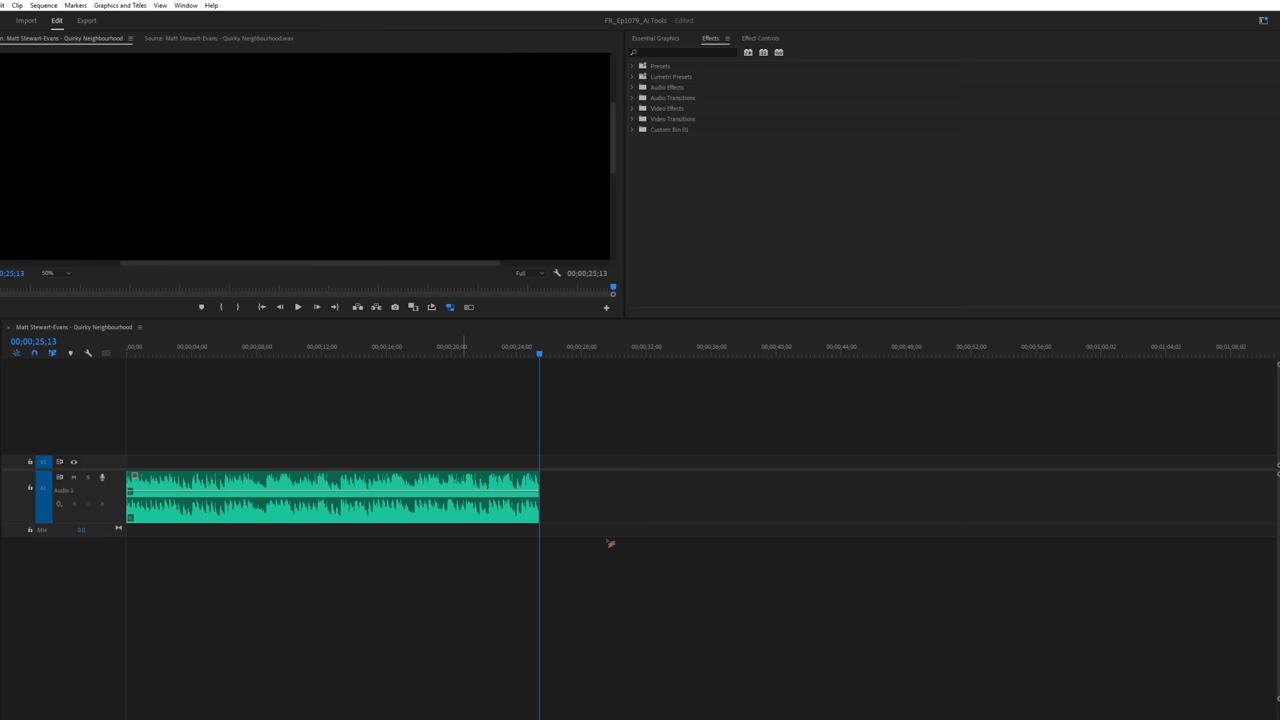 it Clip Sequence Markers Graphics and Titles View Window Help
Import Edit Export FR_Ep1079_Ai Tools - Edited
m: Matt Stewart-Evans - Quirky Neighbourhood Source: Matt Stewart-Evans - Quirky Neighbourhood.wav
Essential Graphics Effects Effect Controls
Presets
Lumetri Presets
Audio Effects
Audio Transitions
Video Effects
Video Transitions
Custom Bin 01
0;25;13 50% Full 00;00;25;13
Matt Stewart-Evans - Quirky Neighbourhood
00;00;25;13
;00;00 00;00;04;00 00;00;08;00 00;00;12;00 00;00;16;00 00;00;20;00 00;00;24;00 00;00;28;00 00;00;32;00 00;00;36;00 00;00;40;00 00;00;44;00 00;00;48;00 00;00;52;00 00;00;56;00 00;01;00;02 00;01;04;02 00;01;08;02
V1
A1 M S
Audio 1
Mix 0.0